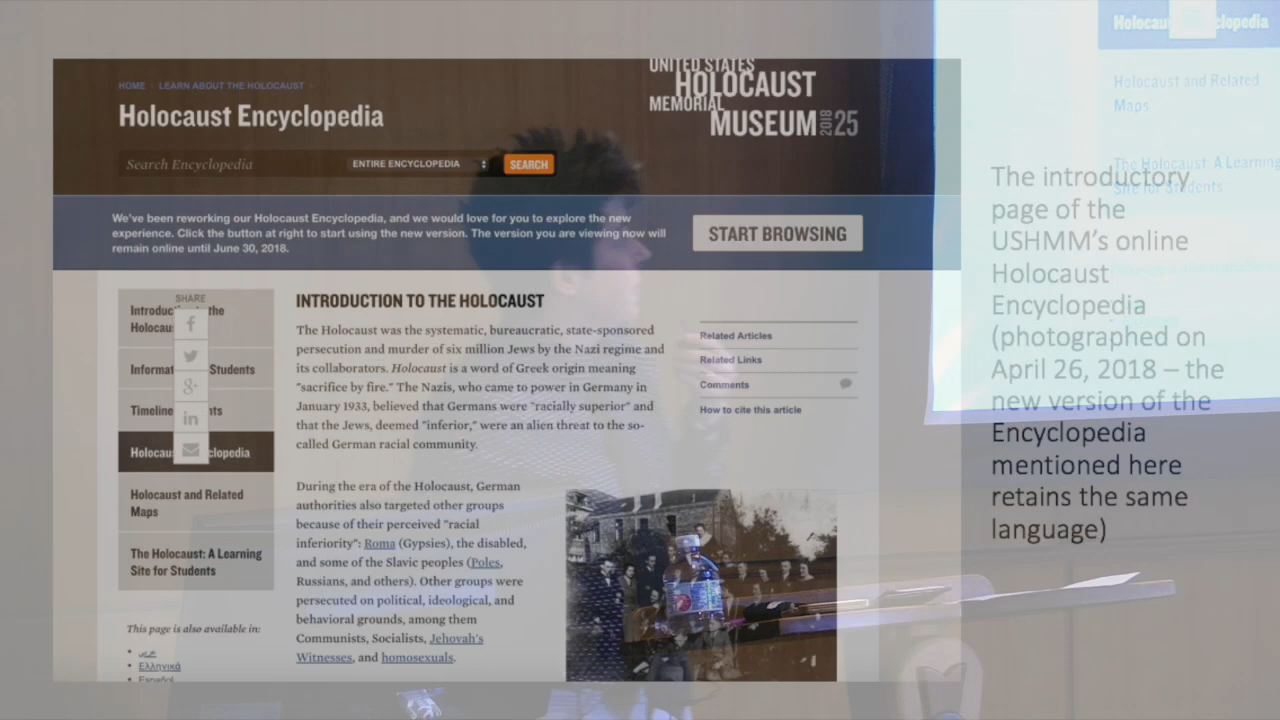 HOME › LEARN ABOUT THE HOLOCAUST ›
Holocaust Encyclopedia
UNITED STATES
HOLOCAUST
MEMORIAL
MUSEUM 2018 25
Search Encyclopedia
ENTIRE ENCYCLOPEDIA
SEARCH
We've been reworking our Holocaust Encyclopedia, and we would love for you to explore the new
experience. Click the button at right to start using the new version. The version you are viewing now will
remain online until June 30, 2018.
START BROWSING
SHARE
the
Students
Timeline
Holocaust and Related
Maps
The Holocaust: A Learning
Site for Students
This page is also available in:
• عربي
• Ελληνικά
• Español
INTRODUCTION TO THE HOLOCAUST
The Holocaust was the systematic, bureaucratic, state-sponsored
persecution and murder of six million Jews by the Nazi regime and
its collaborators. Holocaust is a word of Greek origin meaning
"sacrifice by fire." The Nazis, who came to power in Germany in
January 1933, believed that Germans were "racially superior" and
that the Jews, deemed "inferior," were an alien threat to the so-
called German racial community.
During the era of the Holocaust, German
authorities also targeted other groups
because of their perceived "racial
inferiority": Roma (Gypsies), the disabled,
and some of the Slavic peoples (Poles,
Russians, and others). Other groups were
persecuted on political, ideological, and
behavioral grounds, among them
Communists, Socialists, Jehovah's
Witnesses, and homosexuals.
Related Articles
Related Links
Comments
How to cite this article
Holocaust and Related
Maps
The Holocaust: A Learning
Site for Students
The introductory
page of the
USHMM's online
Holocaust
Encyclopedia
(photographed on
April 26, 2018 – the
new version of the
Encyclopedia
mentioned here
retains the same
language)